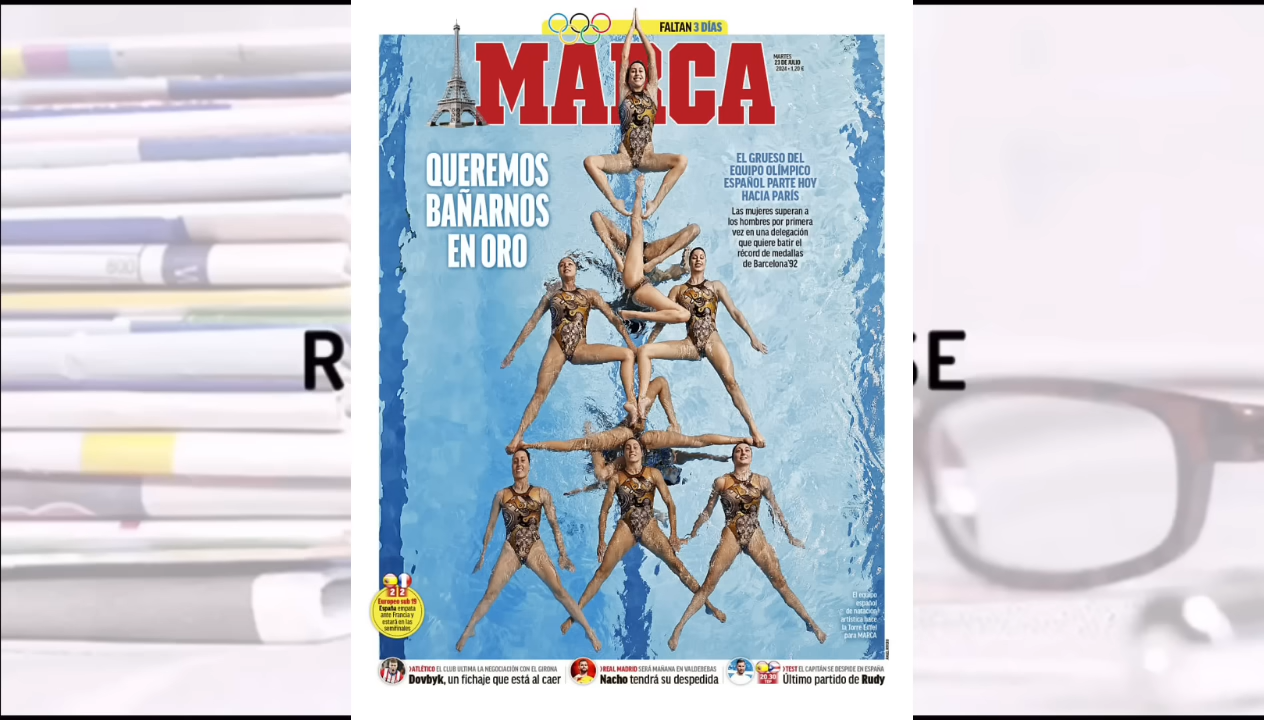 FALTAN 3 DÍAS
MARCA
MARTES
23 DE JULIO
2024 • 1,20 €
QUEREMOS
BAÑARNOS
EN ORO
EL GRUESO DEL
EQUIPO OLÍMPICO
ESPAÑOL PARTE HOY
HACIA PARÍS
Las mujeres superan a
los hombres por primera
vez en una delegación
que quiere batir el
récord de medallas
de Barcelona'92
R
SE
2 2
Europeo sub 19
España empata
ante Francia y
estará en las
semifinales
El equipo
español
de natación
artística hace
la Torre Eiffel
para MARCA
ATLÉTICO EL CLUB ULTIMA LA NEGOCIACIÓN CON EL GIRONA
Dovbyk, un fichaje que está al caer
REAL MADRID SERÁ MAÑANA EN VALDEBEBAS
Nacho tendrá su despedida
20.30
TEST EL CAPITÁN SE DESPIDE EN ESPAÑA
Último partido de Rudy